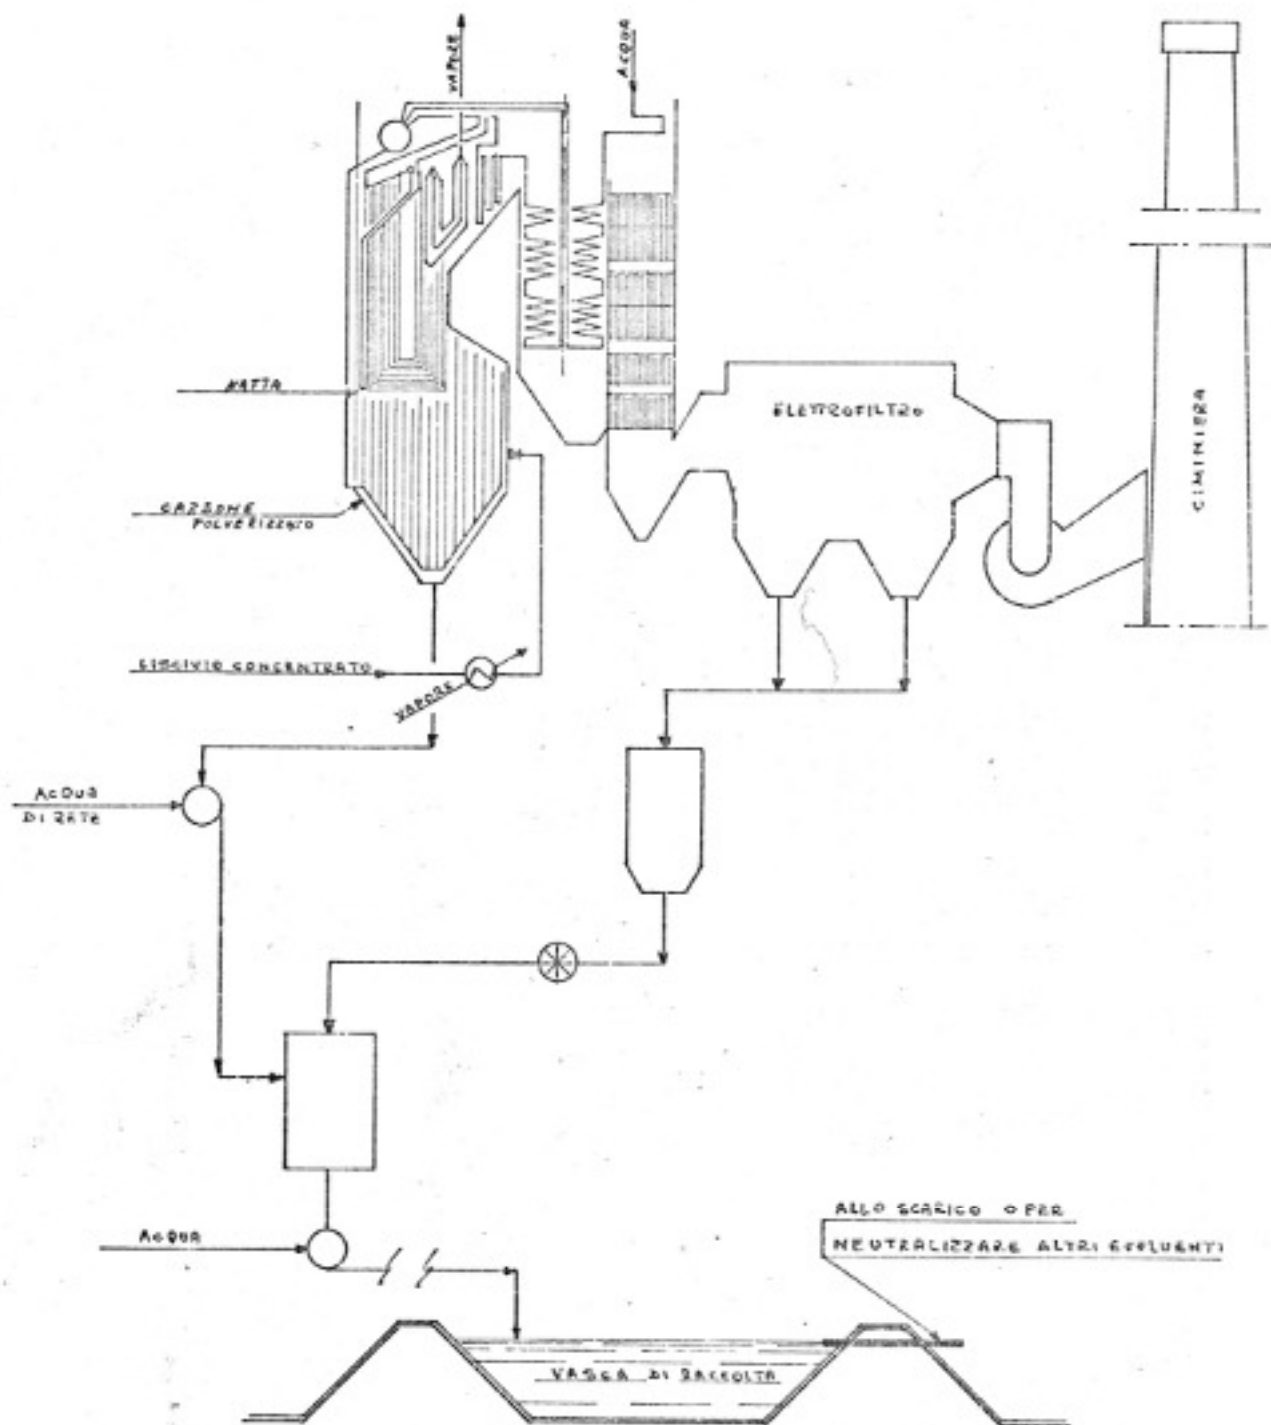 VAPORE
ACQUA
NAFTA
CARBONE
POLVERIZZATO
ELETTROFILTRO
CIMINIERA
LISCIVIO CONCENTRATO
VAPORE
ACQUA
DI RETE
ACQUA
ALLO SCARICO O PER
NEUTRALIZZARE ALTRI EFFLUENTI
VASCA DI RACCOLTA